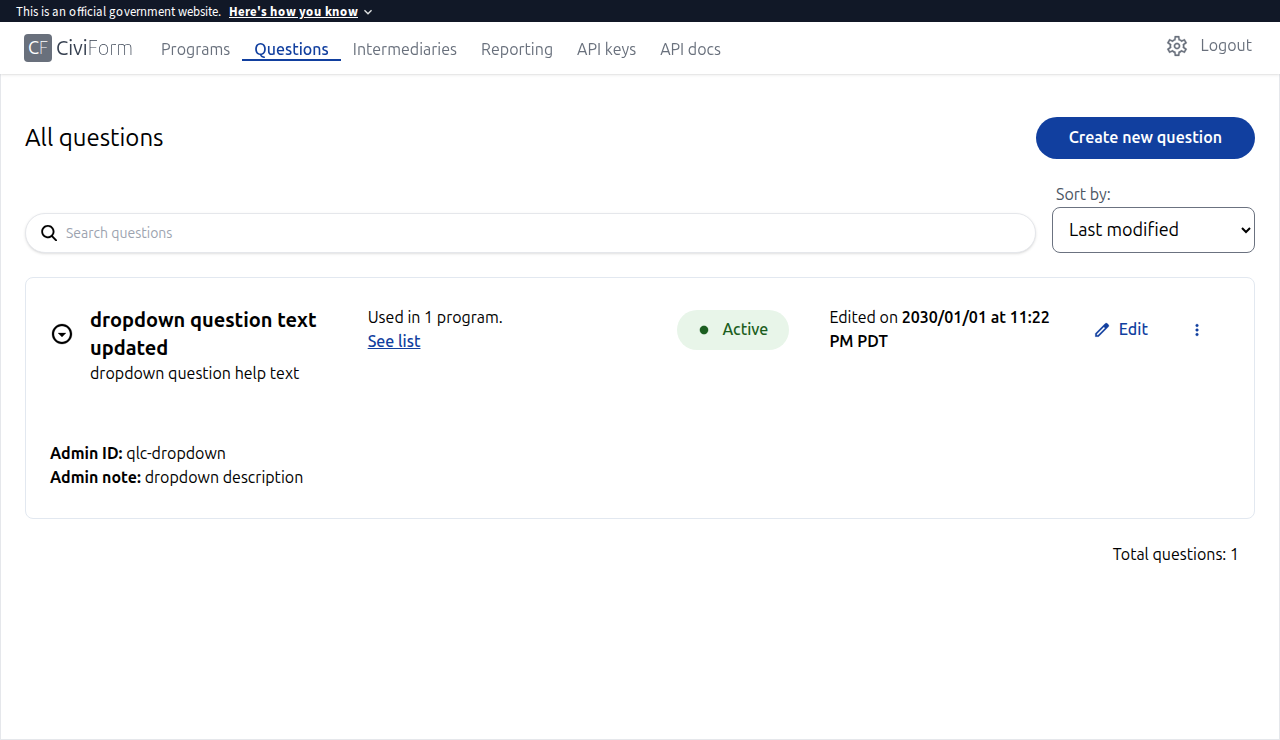 This is an official government website. Here's how you know
CF CiviForm Programs Questions Intermediaries Reporting API keys API docs Logout
All questions
Create new question
Sort by:
Search questions
Last modified
dropdown question text
updated
dropdown question help text
Used in 1 program.
See list
Active
Edited on 2030/01/01 at 11:22
PM PDT
Edit
Admin ID: qlc-dropdown
Admin note: dropdown description
Total questions: 1